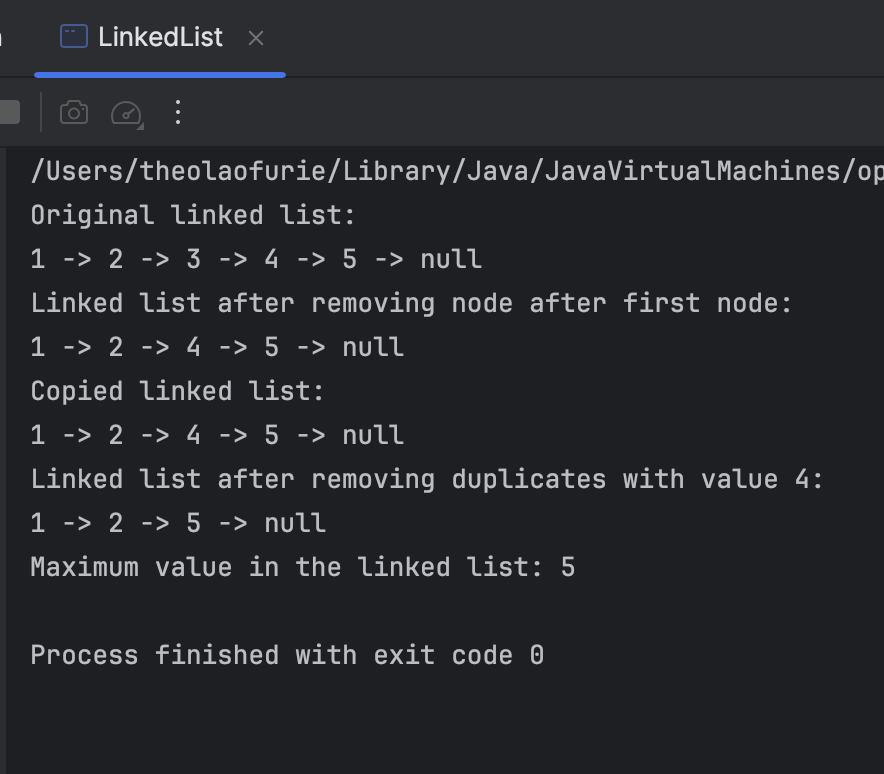 LinkedList
/Users/theolaofurie/Library/Java/JavaVirtualMachines/op
Original linked list:
1 -> 2 -> 3 -> 4 -> 5 -> null
Linked list after removing node after first node:
1 -> 2 -> 4 -> 5 -> null
Copied linked list:
1 -> 2 -> 4 -> 5 -> null
Linked list after removing duplicates with value 4:
1 -> 2 -> 5 -> null
Maximum value in the linked list: 5
Process finished with exit code 0